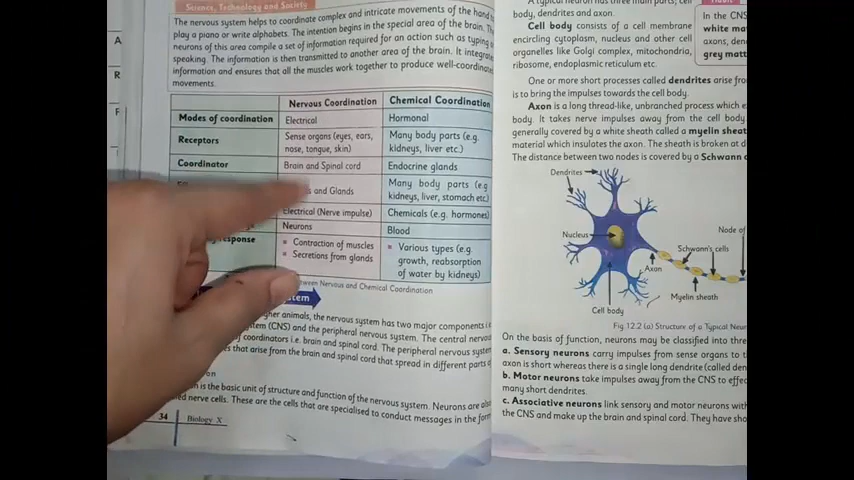 Science, Technology and Society
The nervous system helps to coordinate complex and intricate movements of the hand to
play a piano or write alphabets. The intention begins in the special area of the brain. The
neurons of this area compile a set of information required for an action such as typing or
speaking. The information is then transmitted to another area of the brain. It integrates
information and ensures that all the muscles work together to produce well-coordinated
movements.
Nervous Coordination Chemical Coordination
Modes of coordination Electrical Hormonal
Receptors Sense organs (eyes, ears, nose, tongue, skin) Many body parts (e.g. kidneys, liver etc.)
Coordinator Brain and Spinal cord Endocrine glands
and Glands Many body parts (e.g kidneys, liver, stomach etc.)
Electrical (Nerve impulse) Chemicals (e.g. hormones)
Neurons Blood
response
Contraction of muscles
Secretions from glands
Various types (e.g. growth, reabsorption of water by kidneys)
between Nervous and Chemical Coordination
higher animals, the nervous system has two major components i.e
system (CNS) and the peripheral nervous system. The central nervous
of coordinators i.e. brain and spinal cord. The peripheral nervous system
that arise from the brain and spinal cord that spread in different parts of
is the basic unit of structure and function of the nervous system. Neurons are also
nerve cells. These are the cells that are specialised to conduct messages in the form
34 Biology X
A
R
F
A typical neuron has three main parts; cell
body, dendrites and axon.
Cell body consists of a cell membrane
encircling cytoplasm, nucleus and other cell
organelles like Golgi complex, mitochondria,
ribosome, endoplasmic reticulum etc.
In the CNS
white ma
axons, den
grey matt
One or more short processes called dendrites arise from
is to bring the impulses towards the cell body.
Axon is a long thread-like, unbranched process which e
body. It takes nerve impulses away from the cell body
generally covered by a white sheath called a myelin sheat
material which insulates the axon. The sheath is broken at d
The distance between two nodes is covered by a Schwann c
Dendrites
Nucleus
Node of
Schwann's cells
Axon
Myelin sheath
Cell body
Fig 12.2 (a) Structure of a Typical Neur
On the basis of function, neurons may be classified into thre
a. Sensory neurons carry impulses from sense organs to t
axon is short whereas there is a single long dendrite (called den
b. Motor neurons take impulses away from the CNS to effec
many short dendrites.
c. Associative neurons link sensory and motor neurons with
the CNS and make up the brain and spinal cord. They have sho